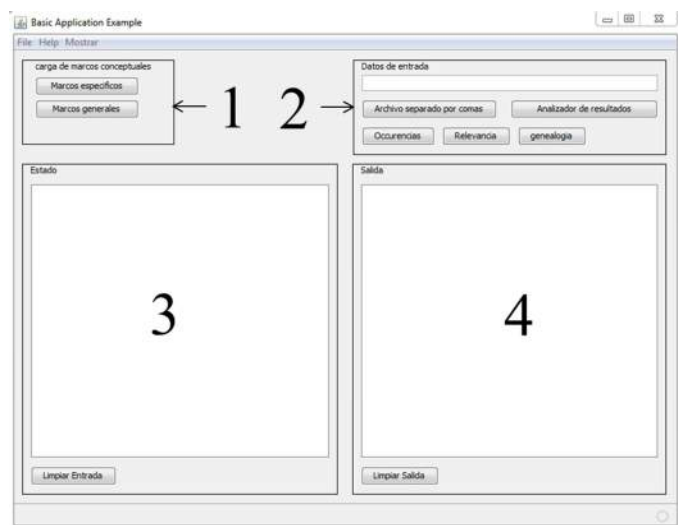 Basic Application Example
File Help Mostrar
carga de marcos conceptuales
Marcos especificos
Marcos generales
1
2
Datos de entrada
Archivo separado por comas
Analizador de resultados
Occurencias
Relevancia
genealogia
Estado
3
Limpiar Entrada
Salida
4
Limpiar Salida